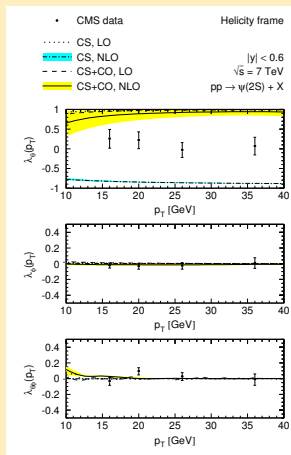 CMS data Helicity frame
CS, LO
CS, NLO |y| < 0.6
CS+CO, LO √s = 7 TeV
CS+CO, NLO pp → ψ(2S) + X
λθ(pT)
1
0.5
0
-0.5
-1
10 15 20 25 30 35 40
pT [GeV]
λφ(pT)
0.4
0.2
0
-0.2
-0.4
10 15 20 25 30 35 40
pT [GeV]
λθφ(pT)
0.4
0.2
0
-0.2
-0.4
10 15 20 25 30 35 40
pT [GeV]